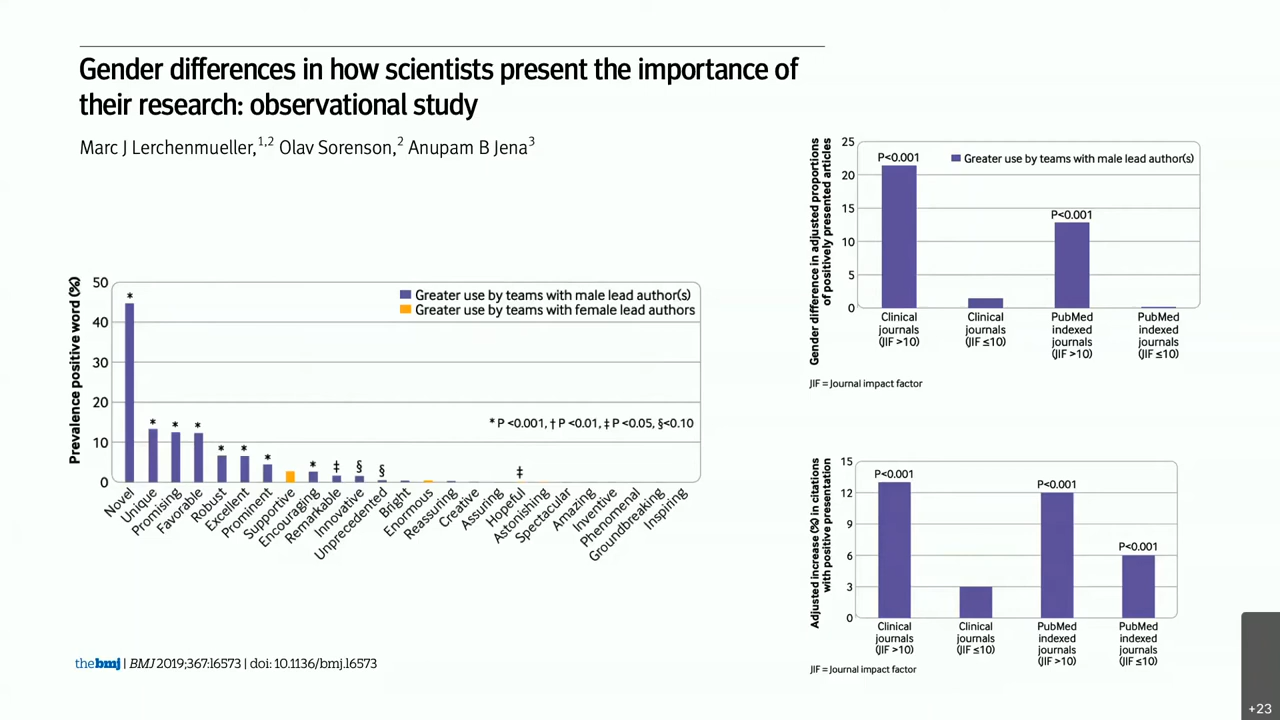 Gender differences in how scientists present the importance of
their research: observational study
Marc J Lerchenmueller,1,2 Olav Sorenson,2 Anupam B Jena3
Prevalence positive word (%)
50
40
30
20
10
0
Greater use by teams with male lead author(s)
Greater use by teams with female lead authors
* P <0.001, † P <0.01, ‡ P <0.05, §<0.10
* * * * * * * * ‡ § § ‡
Novel
Unique
Promising
Favorable
Robust
Excellent
Prominent
Supportive
Encouraging
Remarkable
Innovative
Unprecedented
Bright
Enormous
Reassuring
Creative
Assuring
Hopeful
Astonishing
Spectacular
Amazing
Inventive
Phenomenal
Groundbreaking
Inspiring
thebmj | BMJ 2019;367:l6573 | doi: 10.1136/bmj.l6573
Gender difference in adjusted proportions
of positively presented articles
25
20
15
10
5
0
P<0.001
Greater use by teams with male lead author(s)
P<0.001
Clinical
journals
(JIF >10)
Clinical
journals
(JIF ≤10)
PubMed
indexed
journals
(JIF >10)
PubMed
indexed
journals
(JIF ≤10)
JIF = Journal impact factor
Adjusted increase (%) in citations
with positive presentation
15
12
9
6
3
0
P<0.001
P<0.001
P<0.001
Clinical
journals
(JIF >10)
Clinical
journals
(JIF ≤10)
PubMed
indexed
journals
(JIF >10)
PubMed
indexed
journals
(JIF ≤10)
JIF = Journal impact factor
+23